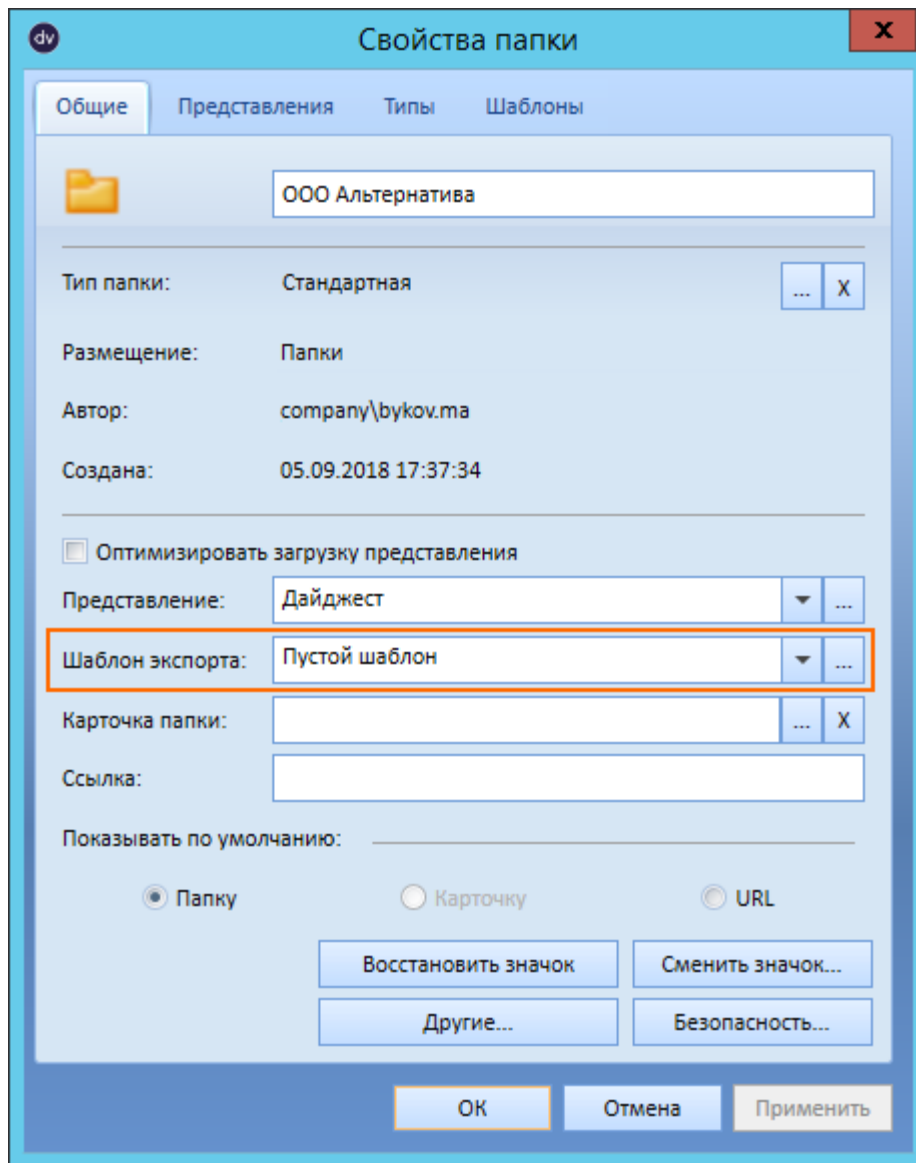 dv
Свойства папки
x
Общие Представления Типы Шаблоны
ООО Альтернатива
Тип папки: Стандартная ... X
Размещение: Папки
Автор: company\bykov.ma
Создана: 05.09.2018 17:37:34
Оптимизировать загрузку представления
Представление: Дайджест ...
Шаблон экспорта: Пустой шаблон ...
Карточка папки: ... X
Ссылка:
Показывать по умолчанию:
Папку Карточку URL
Восстановить значок Сменить значок...
Другие... Безопасность...
ОК Отмена Применить